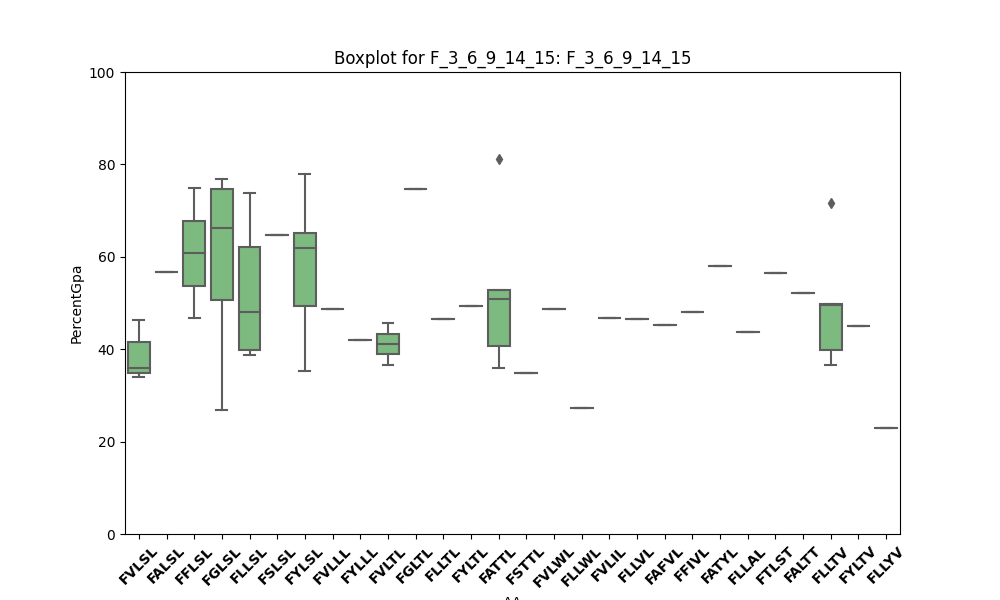 Boxplot for F_3_6_9_14_15: F_3_6_9_14_15
100
80
60
40
20
0
PercentGpa
FVLSL
FALSL
FFLSL
FGLSL
FLLSL
FSLSL
FYLSL
FVLLL
FYLLL
FVLTL
FGLTL
FLLTL
FYLTL
FATTL
FSTTL
FVLWL
FLLWL
FVLIL
FLLVL
FAFVL
FFIVL
FATYL
FLLAL
FTLST
FALTT
FLLTV
FYLTV
FLLYV